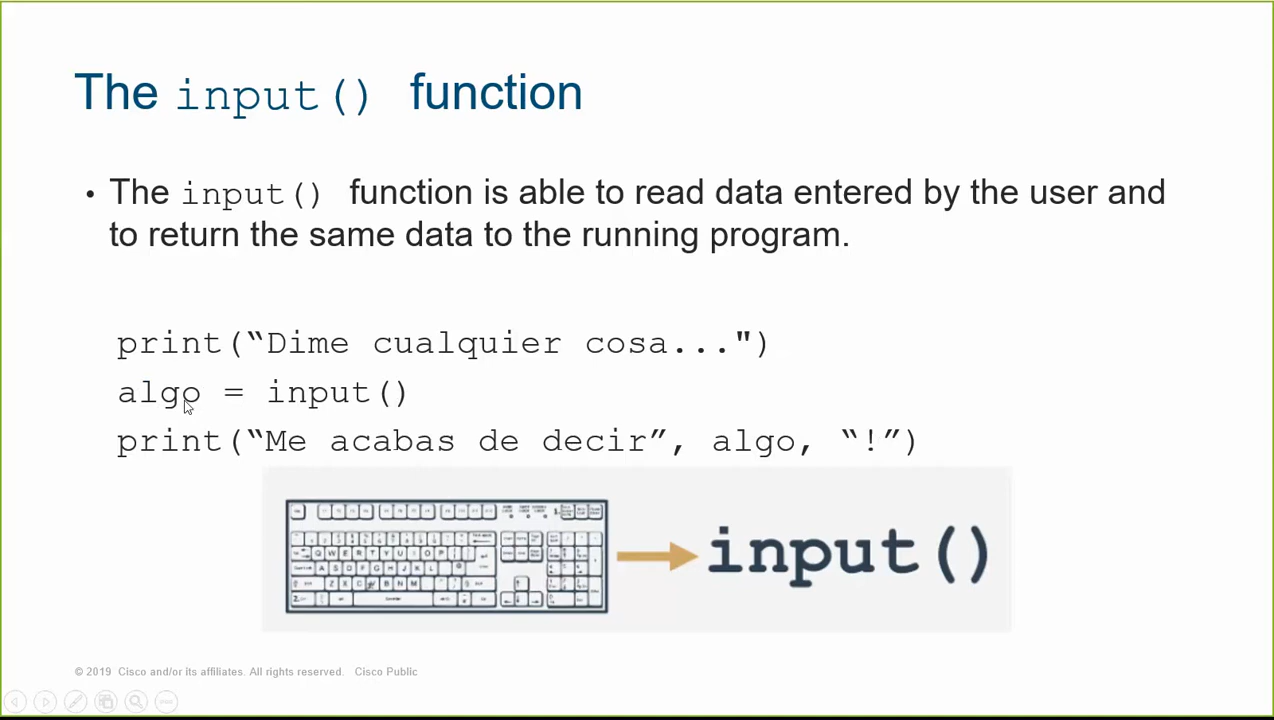 The input() function
• The input() function is able to read data entered by the user and
to return the same data to the running program.
print(“Dime cualquier cosa...")
algo = input()
print(“Me acabas de decir”, algo, “!”)
Q W E R T Y U I O P
A S D F G H J K L
Z X C V B N M
input()
© 2019 Cisco and/or its affiliates. All rights reserved. Cisco Public